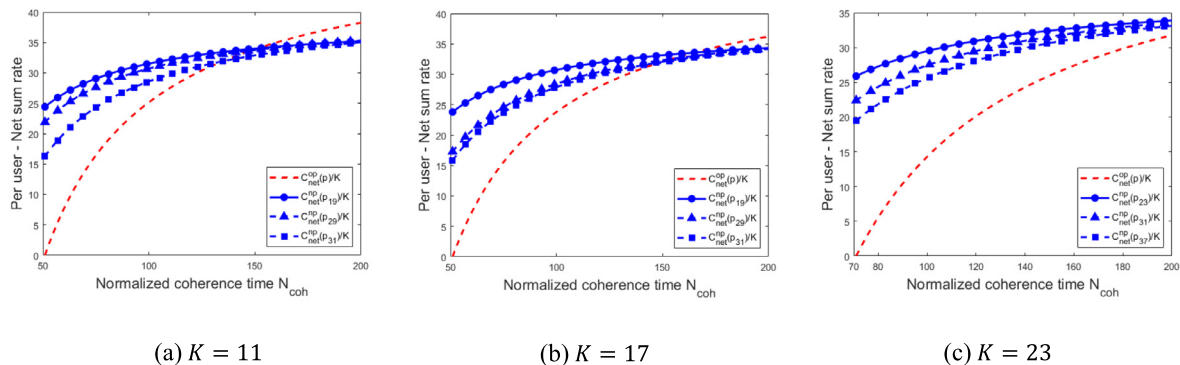 40
35
30
25
20
15
10
5
0
Per user - Net sum rate
50 100 150 200
Normalized coherence time N_coh
C^op_net(p)/K
C^np_net(p_19)/K
C^np_net(p_29)/K
C^np_net(p_31)/K
(a) K = 11
40
35
30
25
20
15
10
5
0
Per user - Net sum rate
50 100 150 200
Normalized coherence time N_coh
C^op_net(p)/K
C^np_net(p_19)/K
C^np_net(p_29)/K
C^np_net(p_31)/K
(b) K = 17
35
30
25
20
15
10
5
0
Per user - Net sum rate
70 80 100 120 140 160 180 200
Normalized coherence time N_coh
C^op_net(p)/K
C^np_net(p_23)/K
C^np_net(p_31)/K
C^np_net(p_37)/K
(c) K = 23